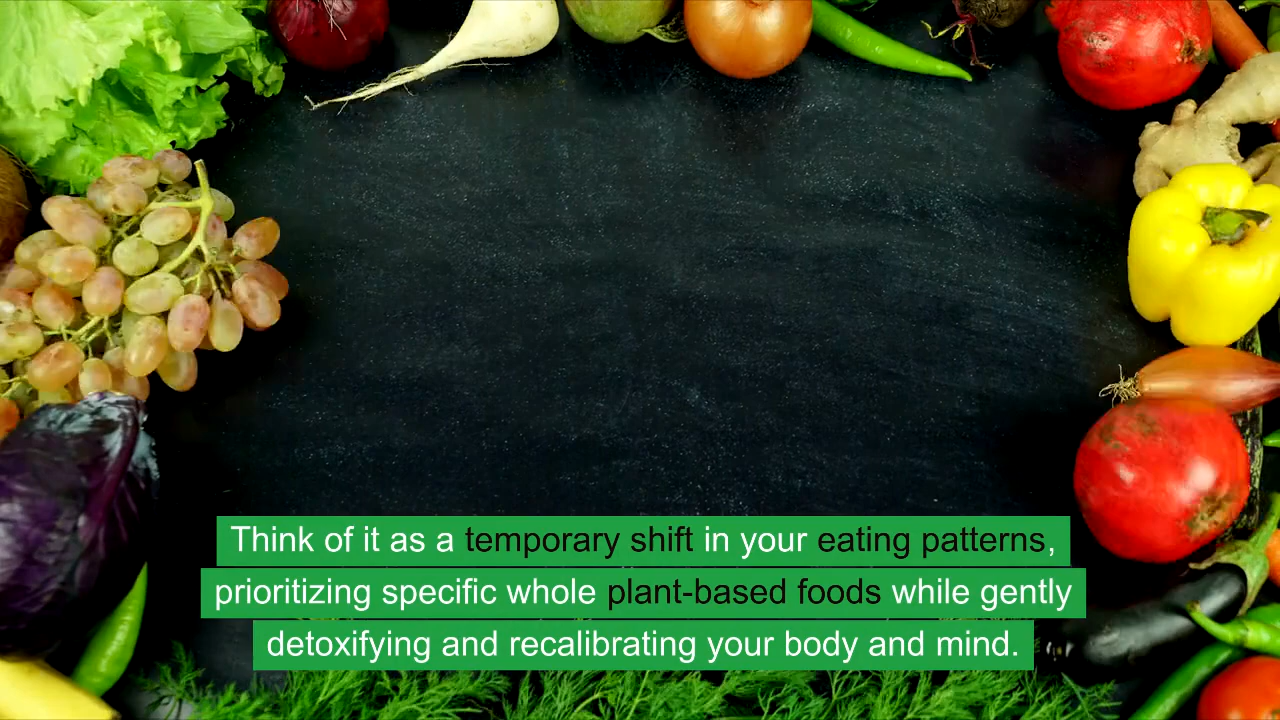 Think of it as a temporary shift in your eating patterns,
prioritizing specific whole plant-based foods while gently
detoxifying and recalibrating your body and mind.